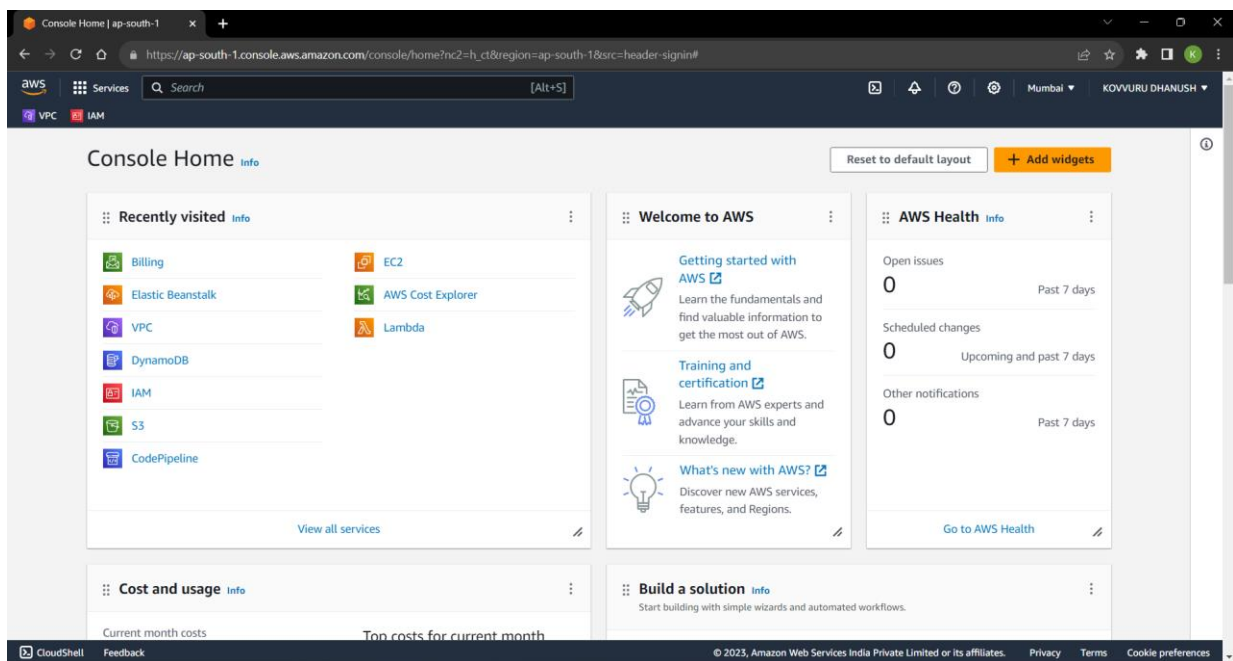 Console Home | ap-south-1
https://ap-south-1.console.aws.amazon.com/console/home?nc2=h_ct&region=ap-south-1&src=header-signin#
aws Services Search [Alt+S] Mumbai KOVVURU DHANUSH
VPC IAM
Console Home Info
Reset to default layout
Add widgets
Recently visited Info
Billing
Elastic Beanstalk
VPC
DynamoDB
IAM
S3
CodePipeline
EC2
AWS Cost Explorer
Lambda
View all services
Welcome to AWS
Getting started with
AWS
Learn the fundamentals and
find valuable information to
get the most out of AWS.
Training and
certification
Learn from AWS experts and
advance your skills and
knowledge.
What's new with AWS?
Discover new AWS services,
features, and Regions.
AWS Health Info
Open issues
0 Past 7 days
Scheduled changes
0 Upcoming and past 7 days
Other notifications
0 Past 7 days
Go to AWS Health
Cost and usage Info
Current month costs
Top costs for current month
Build a solution Info
Start building with simple wizards and automated workflows.
CloudShell Feedback © 2023, Amazon Web Services India Private Limited or its affiliates. Privacy Terms Cookie preferences
K